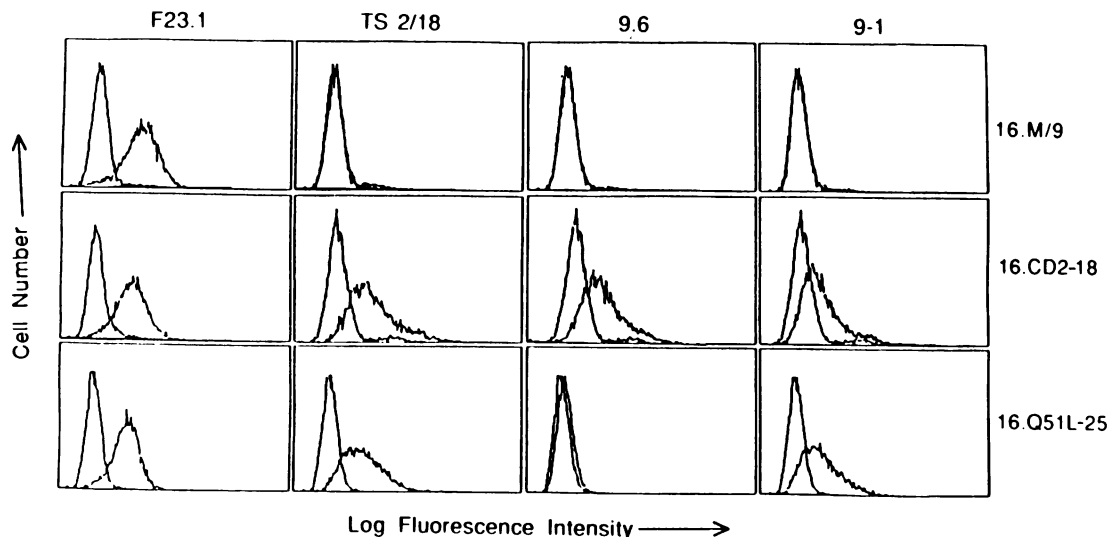 F23.1 TS 2/18 9.6 9-1
16.M/9
16.CD2-18
16.Q51L-25
Cell Number
Log Fluorescence Intensity